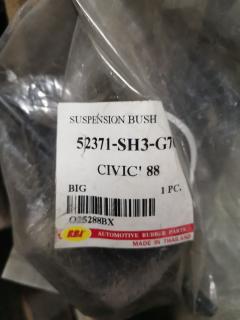 SUSPENSION BUSH
52371-SH3-G7
CIVIC' 88
BIG 1 PC.
O25288BX
RBI AUTOMOTIVE RUBBER PARTS
MADE IN THAILAND